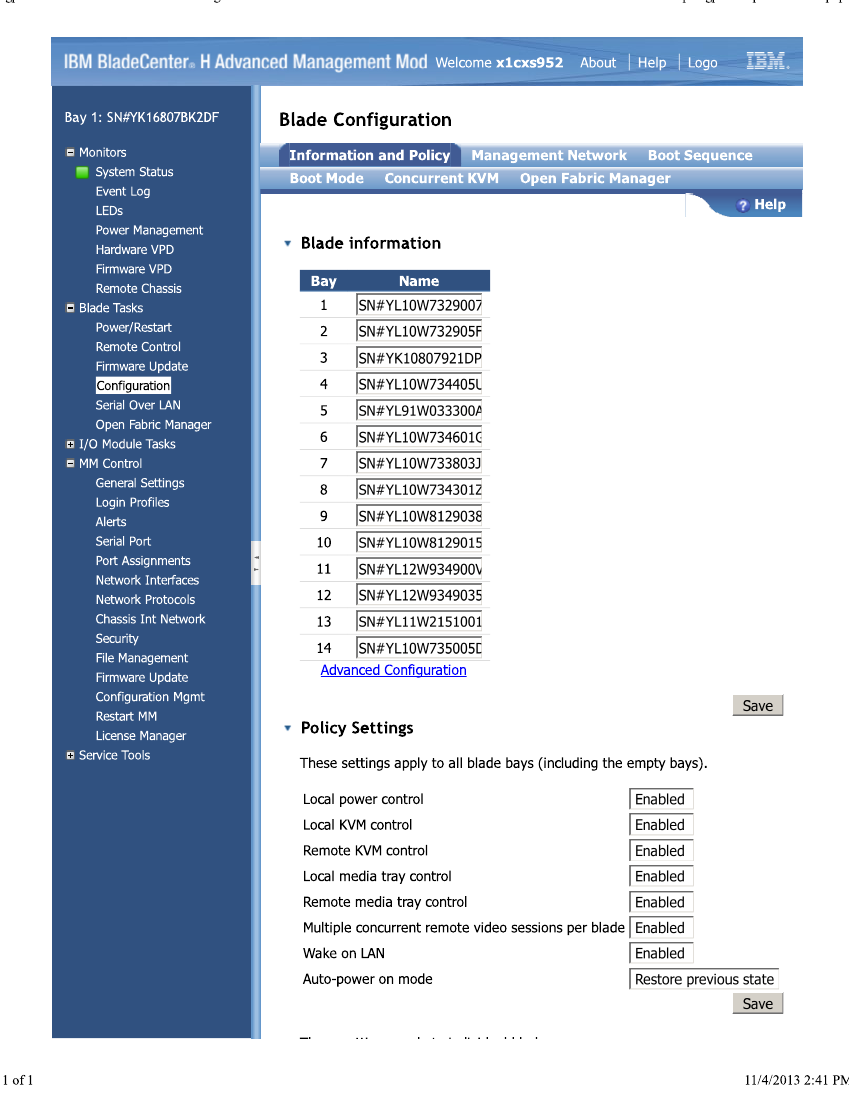 IBM BladeCenter® H Advanced Management Mod Welcome x1cxs952 About Help Logo IBM.
Bay 1: SN#YK16807BK2DF
Monitors
System Status
Event Log
LEDs
Power Management
Hardware VPD
Firmware VPD
Remote Chassis
Blade Tasks
Power/Restart
Remote Control
Firmware Update
Configuration
Serial Over LAN
Open Fabric Manager
I/O Module Tasks
MM Control
General Settings
Login Profiles
Alerts
Serial Port
Port Assignments
Network Interfaces
Network Protocols
Chassis Int Network
Security
File Management
Firmware Update
Configuration Mgmt
Restart MM
License Manager
Service Tools
Blade Configuration
Information and Policy Management Network Boot Sequence
Boot Mode Concurrent KVM Open Fabric Manager
? Help
Blade information
Bay Name
1 SN#YL10W7329007
2 SN#YL10W732905F
3 SN#YK10807921DP
4 SN#YL10W734405U
5 SN#YL91W033300A
6 SN#YL10W734601G
7 SN#YL10W733803J
8 SN#YL10W734301Z
9 SN#YL10W8129038
10 SN#YL10W8129015
11 SN#YL12W934900V
12 SN#YL12W9349035
13 SN#YL11W2151001
14 SN#YL10W735005D
Advanced Configuration
Save
Policy Settings
These settings apply to all blade bays (including the empty bays).
Local power control Enabled
Local KVM control Enabled
Remote KVM control Enabled
Local media tray control Enabled
Remote media tray control Enabled
Multiple concurrent remote video sessions per blade Enabled
Wake on LAN Enabled
Auto-power on mode Restore previous state
Save
1 of 1 11/4/2013 2:41 PM